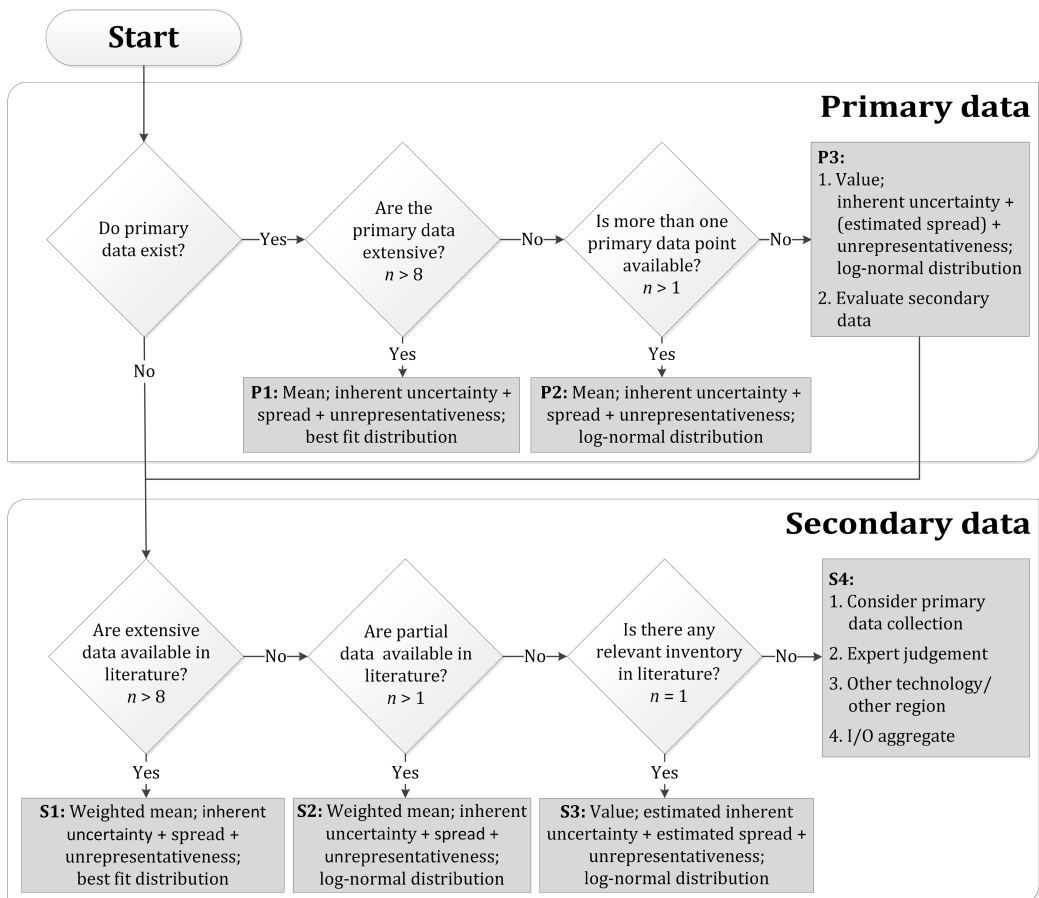 Start
Primary data
Do primary
data exist?
Yes
Are the
primary data
extensive?
n > 8
No
Is more than one
primary data point
available?
n > 1
No
P3:
1. Value;
inherent uncertainty +
(estimated spread) +
unrepresentativeness;
log-normal distribution
2. Evaluate secondary
data
No
Yes
Yes
P1: Mean; inherent uncertainty +
spread + unrepresentativeness;
best fit distribution
P2: Mean; inherent uncertainty +
spread + unrepresentativeness;
log-normal distribution
Secondary data
Are extensive
data available in
literature?
n > 8
No
Are partial
data available in
literature?
n > 1
No
Is there any
relevant inventory
in literature?
n = 1
No
S4:
1. Consider primary
data collection
2. Expert judgement
3. Other technology/
other region
4. I/O aggregate
Yes
Yes
Yes
S1: Weighted mean; inherent
uncertainty + spread +
unrepresentativeness;
best fit distribution
S2: Weighted mean; inherent
uncertainty + spread +
unrepresentativeness;
log-normal distribution
S3: Value; estimated inherent
uncertainty + estimated spread +
unrepresentativeness;
log-normal distribution